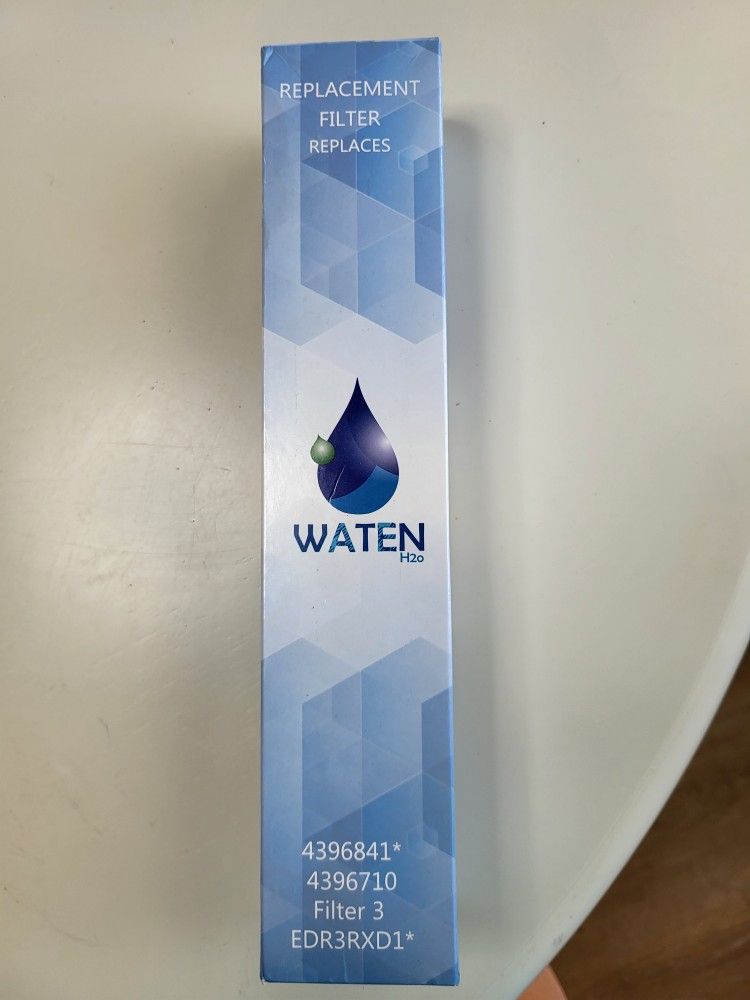 REPLACEMENT
FILTER
REPLACES
WATEN
H2o
4396841*
4396710
Filter 3
EDR3RXD1*